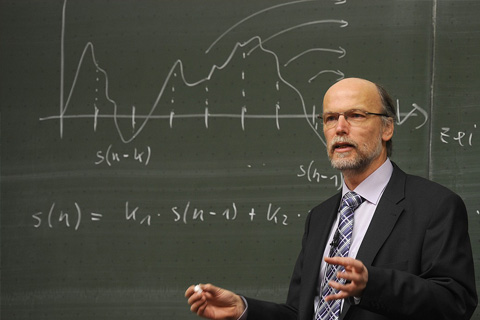 s(n-k)
s(n-1)
Zei
s(n) = k₁ · s(n-1) + k₂ ·